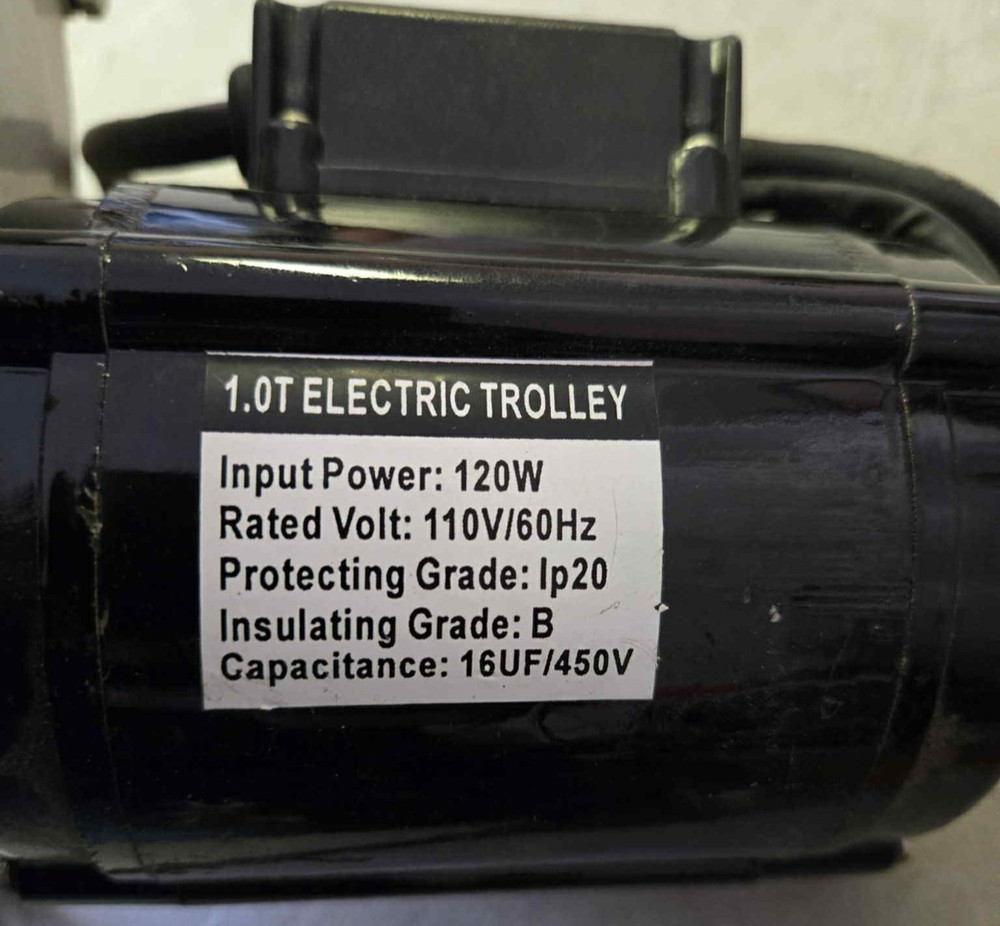 1.0T ELECTRIC TROLLEY
Input Power: 120W
Rated Volt: 110V/60Hz
Protecting Grade: Ip20
Insulating Grade: B
Capacitance: 16UF/450V